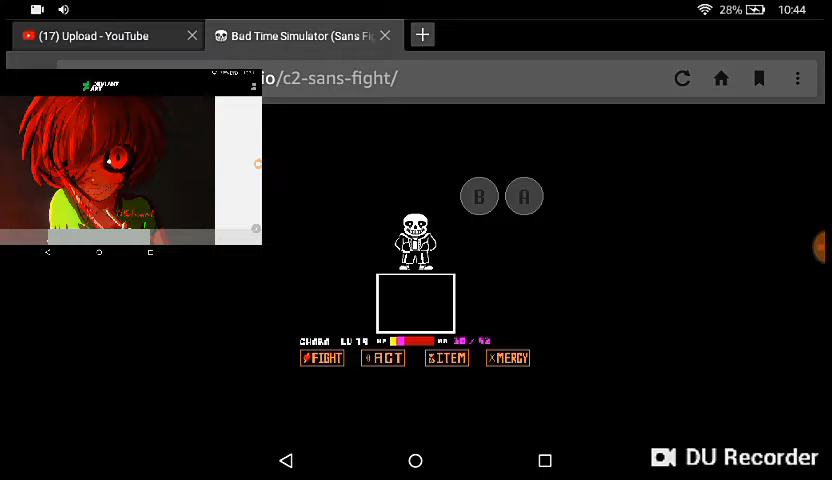 28% 10:44
(17) Upload - YouTube
Bad Time Simulator (Sans Fi
io/c2-sans-fight/
B A
CHARA LV 19
FIGHT ACT ITEM MERCY
DU Recorder